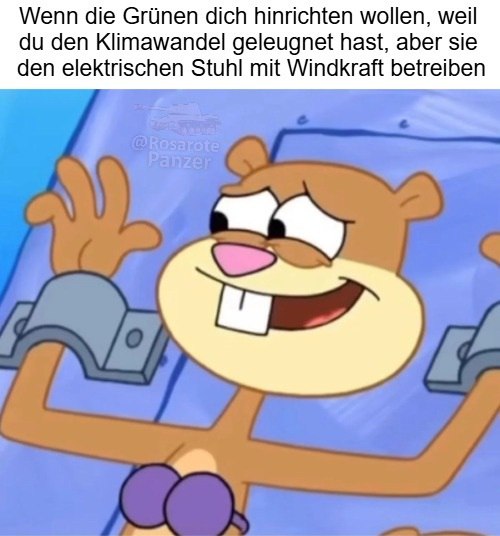 Wenn die Grünen dich hinrichten wollen, weil
du den Klimawandel geleugnet hast, aber sie
den elektrischen Stuhl mit Windkraft betreiben
@Rosarote
Panzer